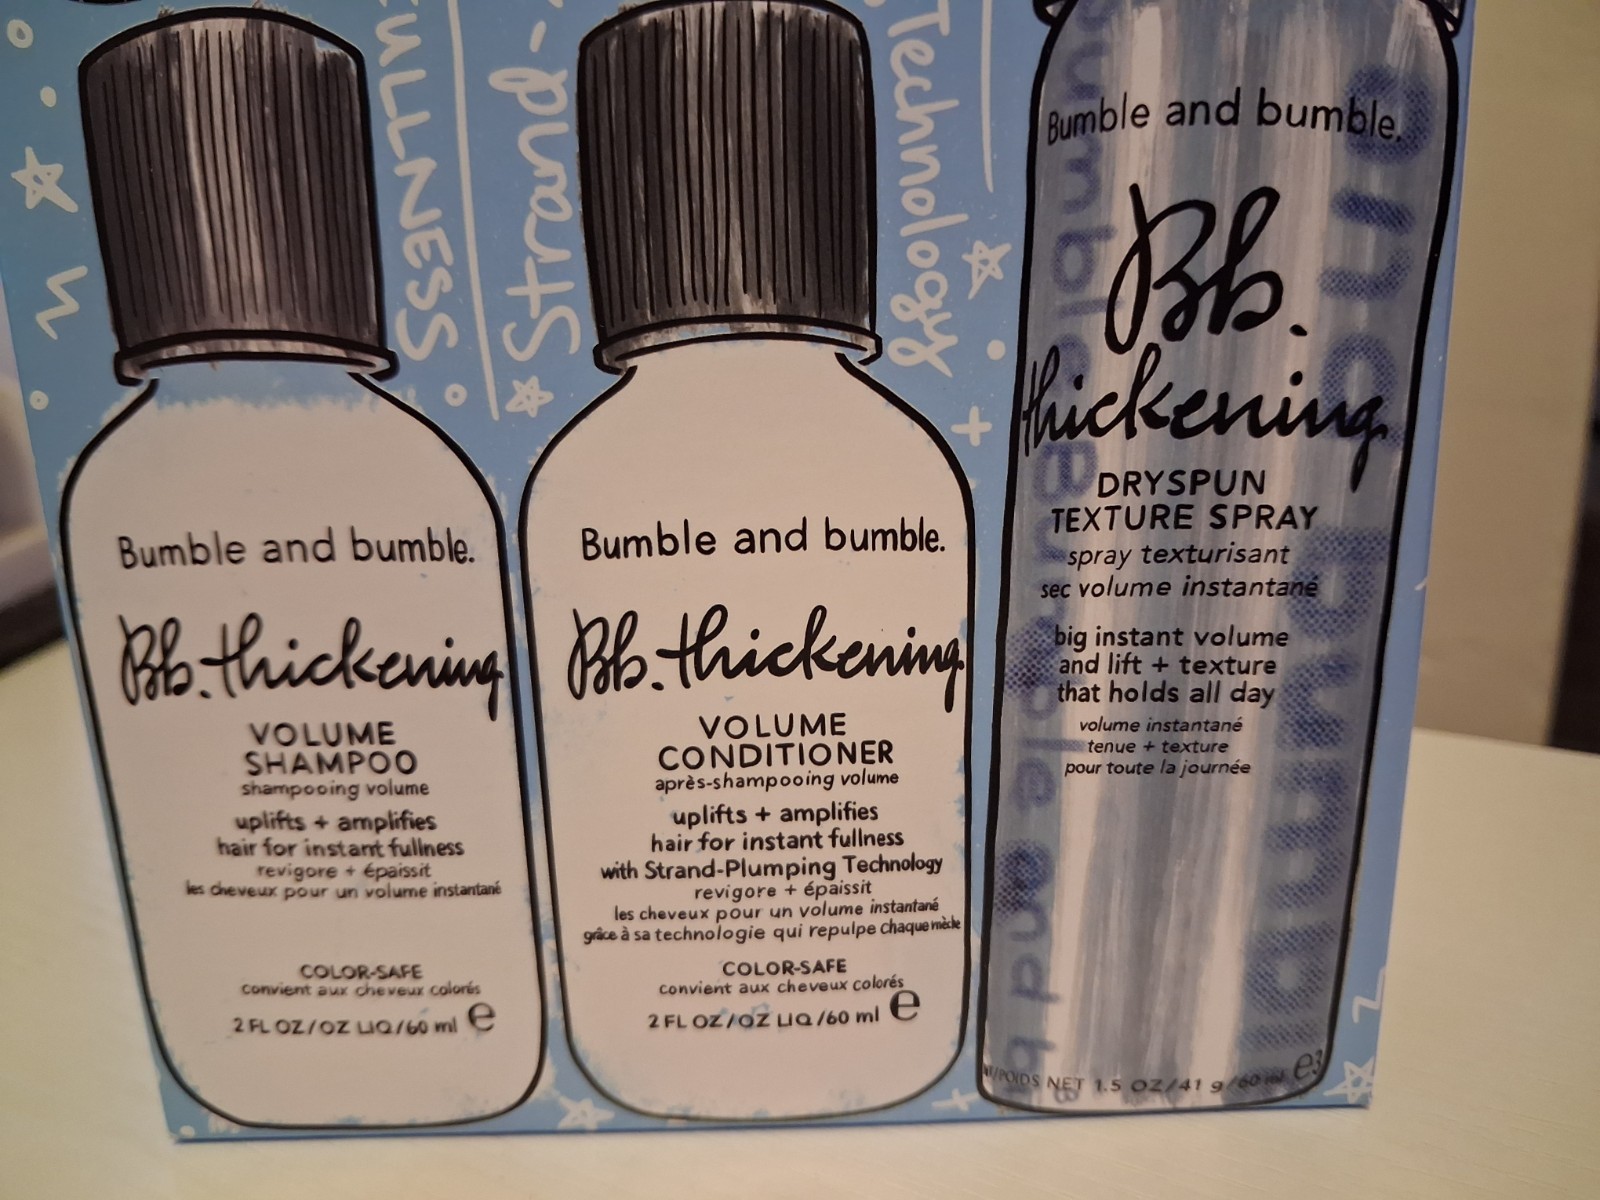 FULLNESS
Strand-
Technology
Bumble and bumble.
Bb. thickening
VOLUME
SHAMPOO
shampooing volume
uplifts + amplifies
hair for instant fullness
revigore + épaissit
les cheveux pour un volume instantané
COLOR-SAFE
convient aux cheveux colorés
2 FL OZ/OZ LIQ/60 ml e
Bumble and bumble.
Bb. thickening
VOLUME
CONDITIONER
après-shampooing volume
uplifts + amplifies
hair for instant fullness
with Strand-Plumping Technology
revigore + épaissit
les cheveux pour un volume instantané
grâce à sa technologie qui repulpe chaque mèche
COLOR-SAFE
convient aux cheveux colorés
2 FL OZ/OZ LIQ/60 ml e
Bumble and bumble.
Bb.
thickening
DRYSPUN
TEXTURE SPRAY
spray texturisant
sec volume instantané
big instant volume
and lift + texture
that holds all day
volume instantané
tenue + texture
pour toute la journée
/POIDS NET 1.5 OZ/41 g/60 ml e
bumble and bumble and b
and bumbl